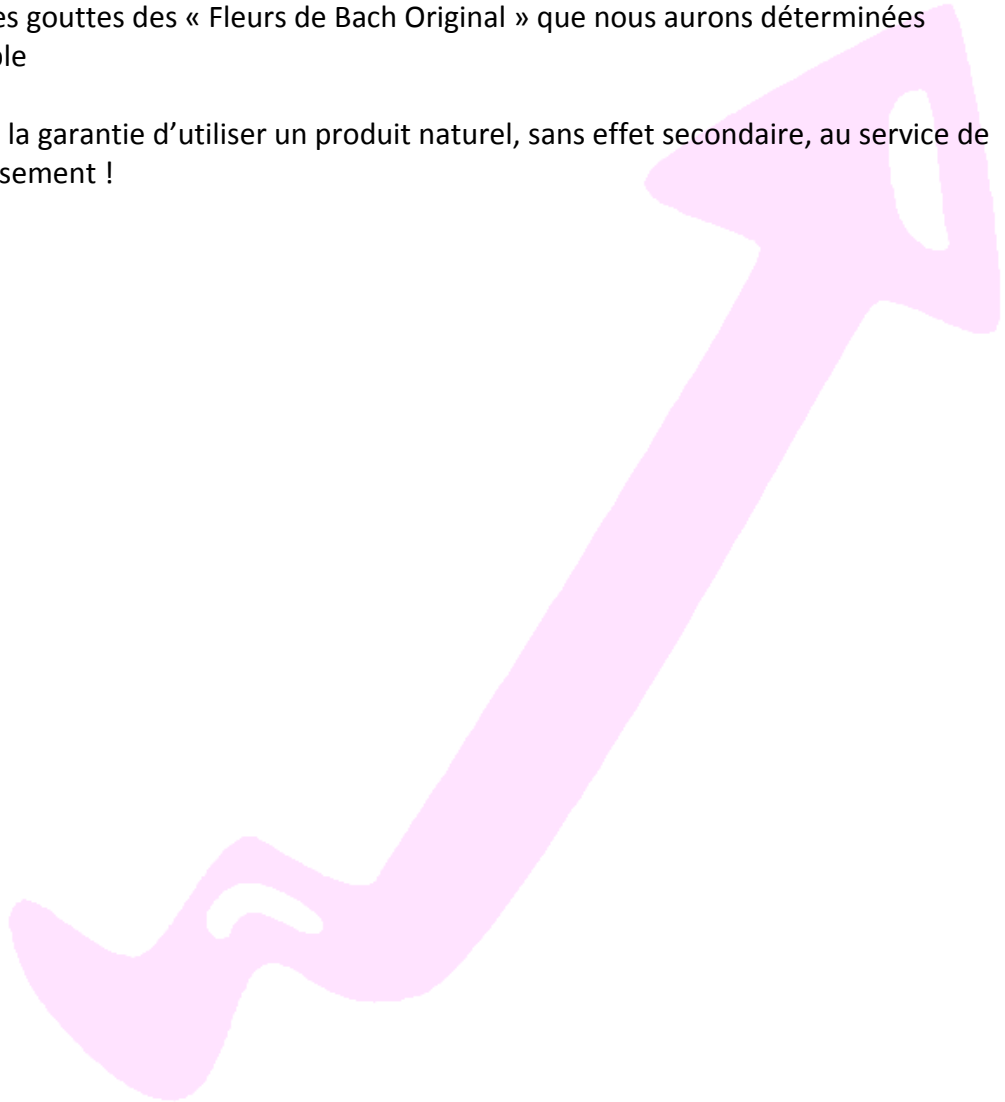 es gouttes des « Fleurs de Bach Original » que nous aurons déterminées
ple
la garantie d’utiliser un produit naturel, sans effet secondaire, au service de
sement !